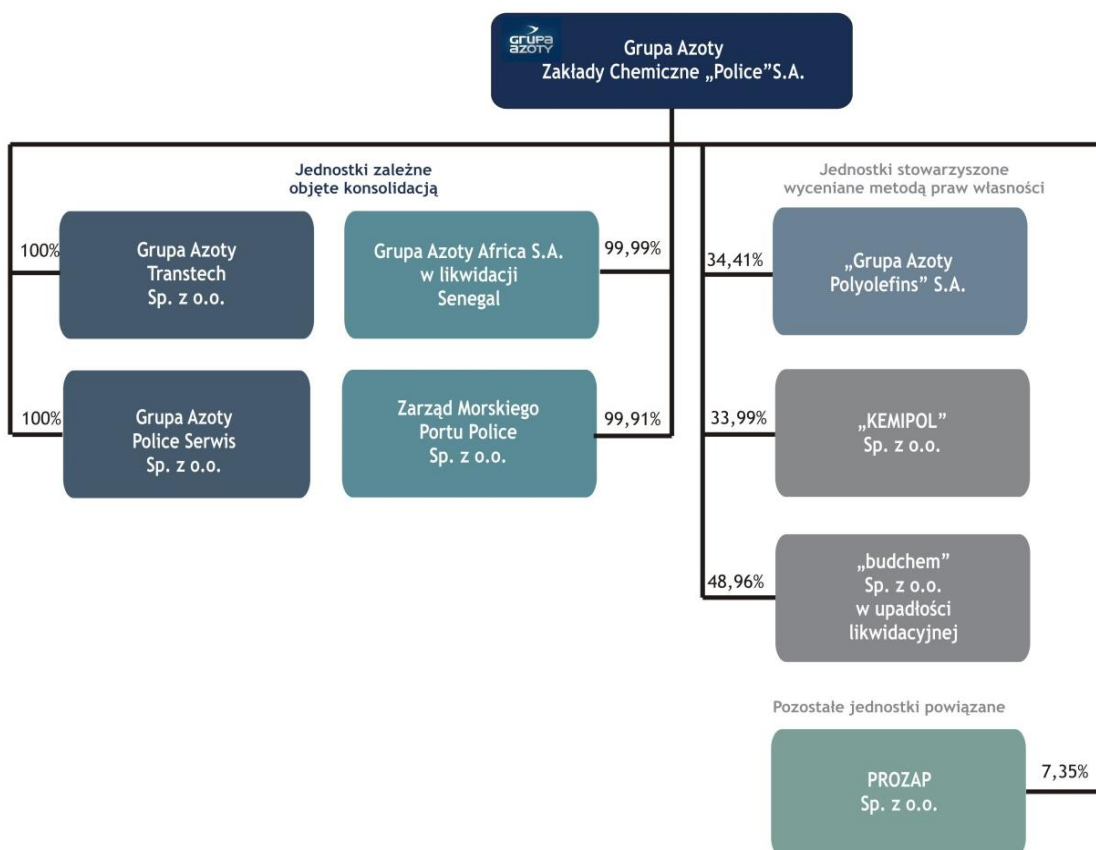 GRUPA
AZOTY
Grupa Azoty
Zakłady Chemiczne „Police”S.A.
Jednostki zależne
objęte konsolidacją
Jednostki stowarzyszone
wyceniane metodą praw własności
100%
Grupa Azoty
Transtech
Sp. z o.o.
Grupa Azoty Africa S.A.
w likwidacji
Senegal
99,99%
34,41%
„Grupa Azoty
Polyolefins” S.A.
100%
Grupa Azoty
Police Serwis
Sp. z o.o.
Zarząd Morskiego
Portu Police
Sp. z o.o.
99,91%
33,99%
„KEMIPOL”
Sp. z o.o.
48,96%
„budchem”
Sp. z o.o.
w upadłości
likwidacyjnej
Pozostałe jednostki powiązane
PROZAP
Sp. z o.o.
7,35%